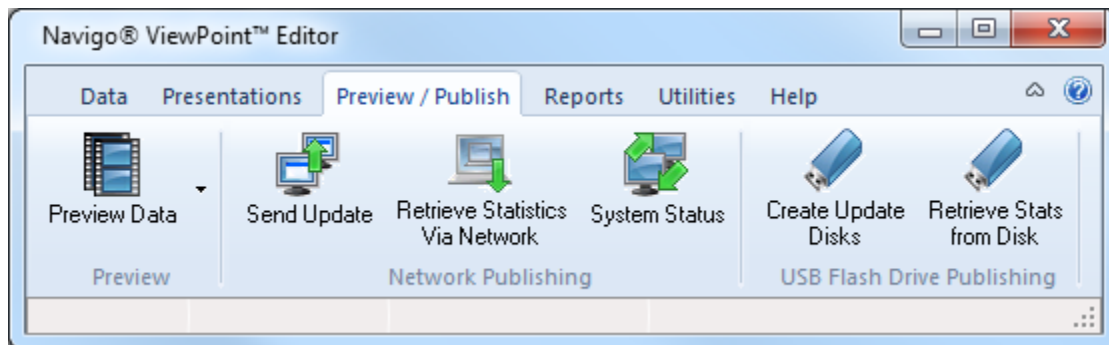 Navigo® ViewPoint™ Editor
Data Presentations Preview / Publish Reports Utilities Help
Preview Data
Send Update
Retrieve Statistics
Via Network
System Status
Create Update
Disks
Retrieve Stats
from Disk
Preview
Network Publishing
USB Flash Drive Publishing